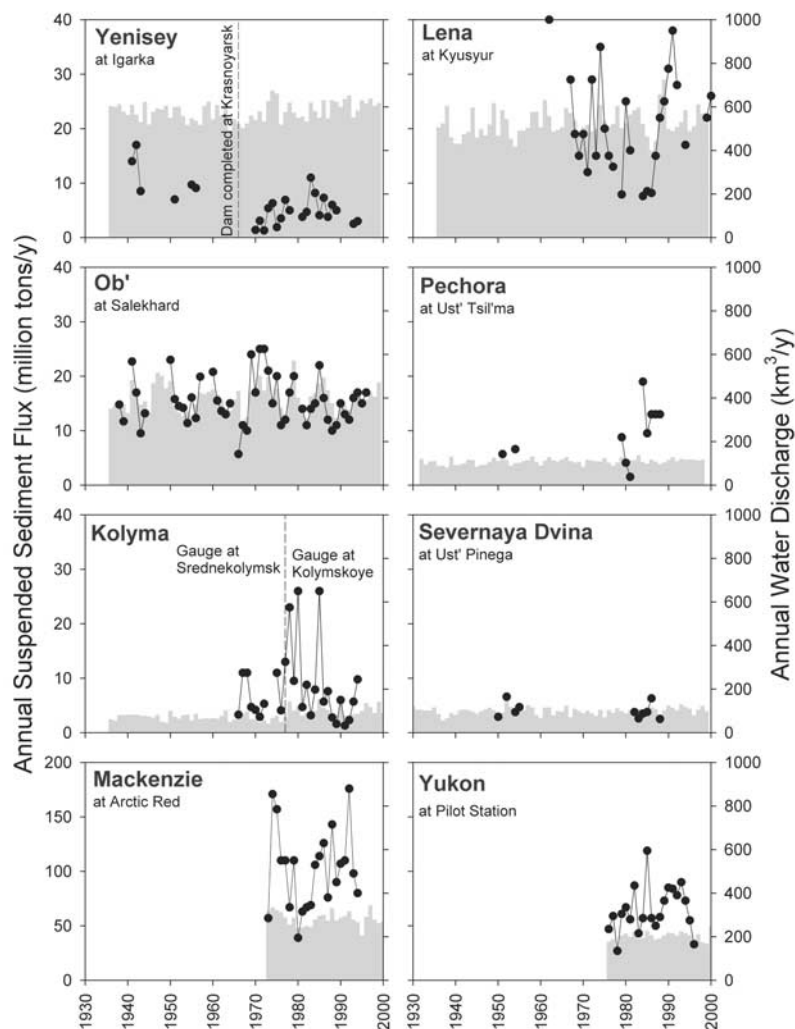 Annual Suspended Sediment Flux (million tons/y)
Annual Water Discharge (km³/y)
40
30
20
10
0
Yenisey
at Igarka
Dam completed at Krasnoyarsk
Lena
at Kyusyur
1000
800
600
400
200
0
40
30
20
10
0
Ob'
at Salekhard
Pechora
at Ust' Tsil'ma
1000
800
600
400
200
0
40
30
20
10
0
Kolyma
Gauge at
Srednekolymsk
Gauge at
Kolymskoye
Severnaya Dvina
at Ust' Pinega
1000
800
600
400
200
0
200
150
100
50
0
Mackenzie
at Arctic Red
Yukon
at Pilot Station
1000
800
600
400
200
0
1930
1940
1950
1960
1970
1980
1990
2000
1930
1940
1950
1960
1970
1980
1990
2000